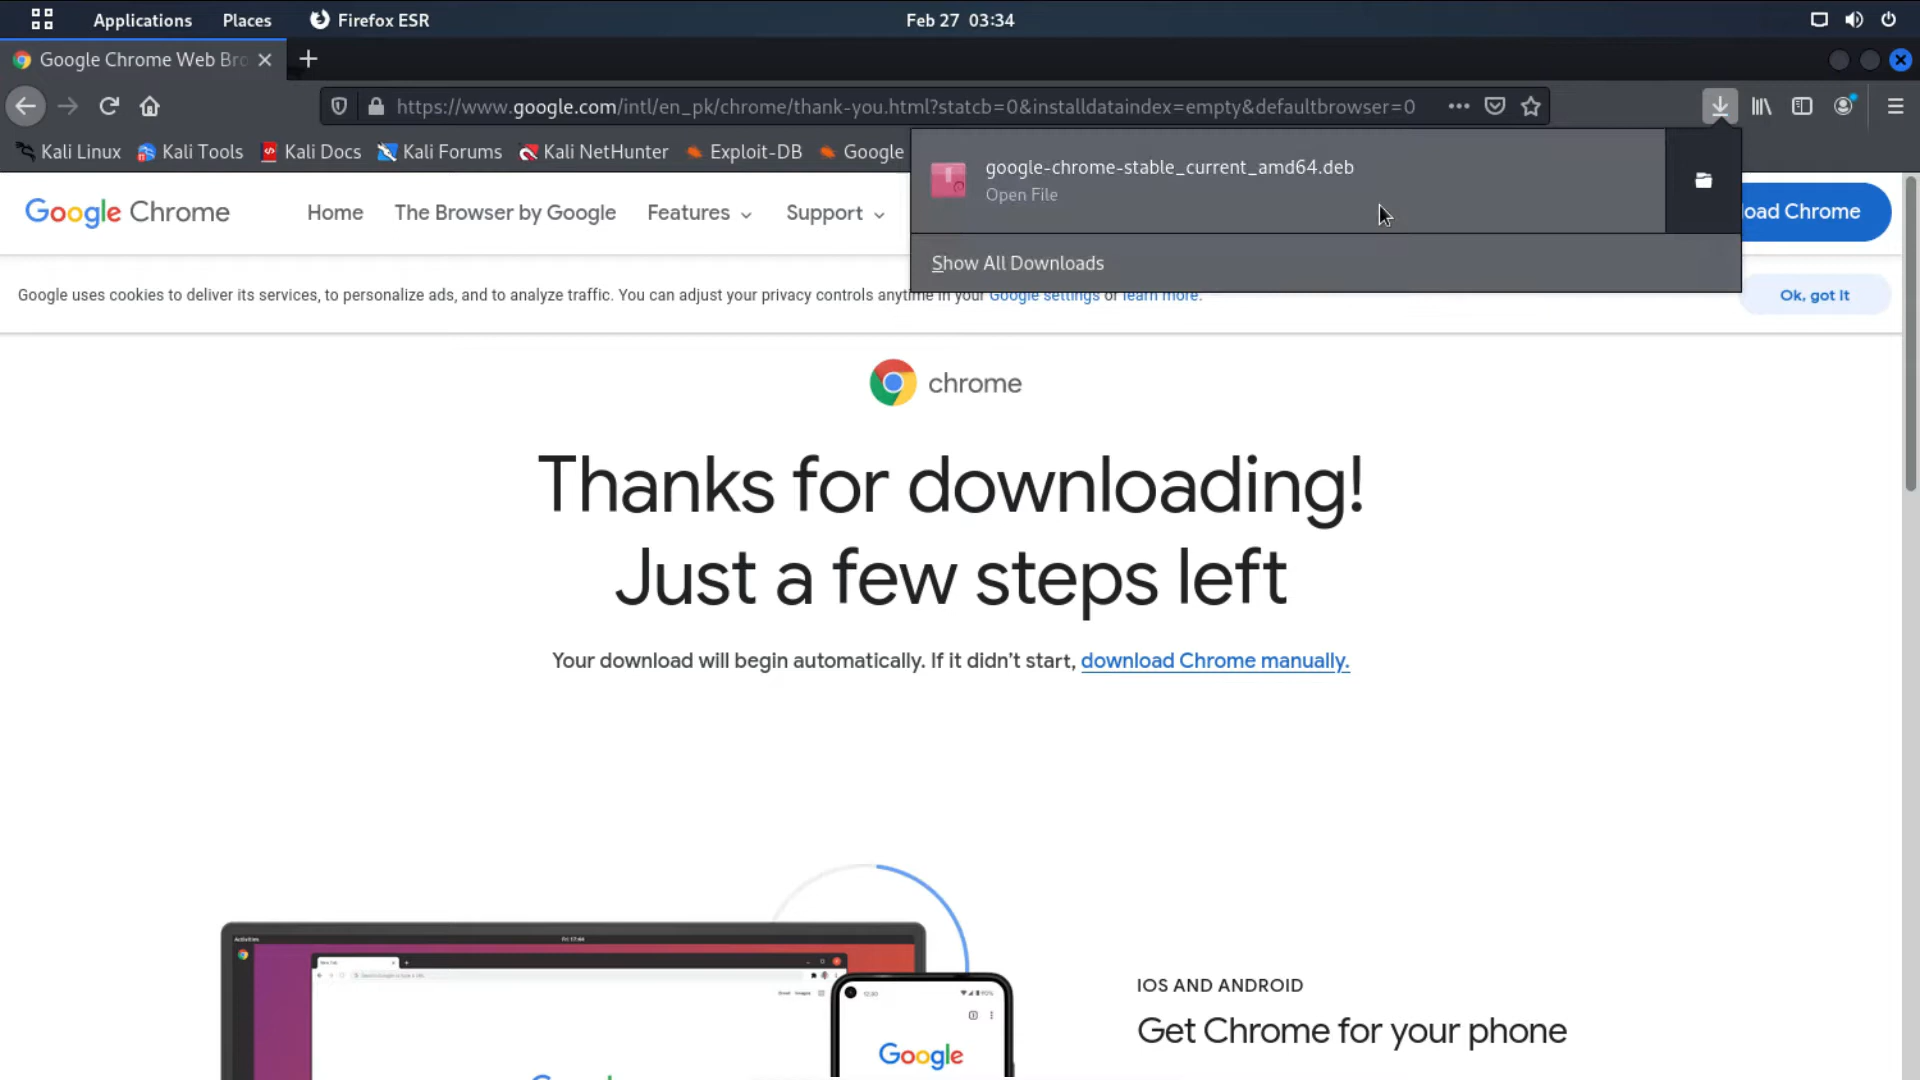 Applications Places Firefox ESR Feb 27 03:34
Google Chrome Web Bro
https://www.google.com/intl/en_pk/chrome/thank-you.html?statcb=0&installdataindex=empty&defaultbrowser=0
Kali Linux Kali Tools Kali Docs Kali Forums Kali NetHunter Exploit-DB Google
google-chrome-stable_current_amd64.deb
Open File
Show All Downloads
Google Chrome Home The Browser by Google Features Support oad Chrome
Google uses cookies to deliver its services, to personalize ads, and to analyze traffic. You can adjust your privacy controls anytime in your Google settings or learn more. Ok, got it
chrome
Thanks for downloading!
Just a few steps left
Your download will begin automatically. If it didn't start, download Chrome manually.
Activities
New Tab
12:30
90%
Google
IOS AND ANDROID
Get Chrome for your phone